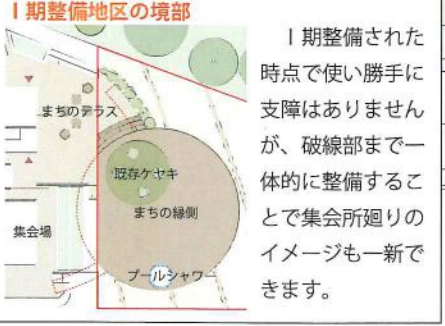 Ⅰ期整備地区の境部
まちのテラス
既存ケヤキ
まちの縁側
集会場
プールシャワー
Ⅰ期整備された
時点で使い勝手に
支障はありません
が、破線部まで一
体的に整備するこ
とで集会所廻りの
イメージも一新で
きます。